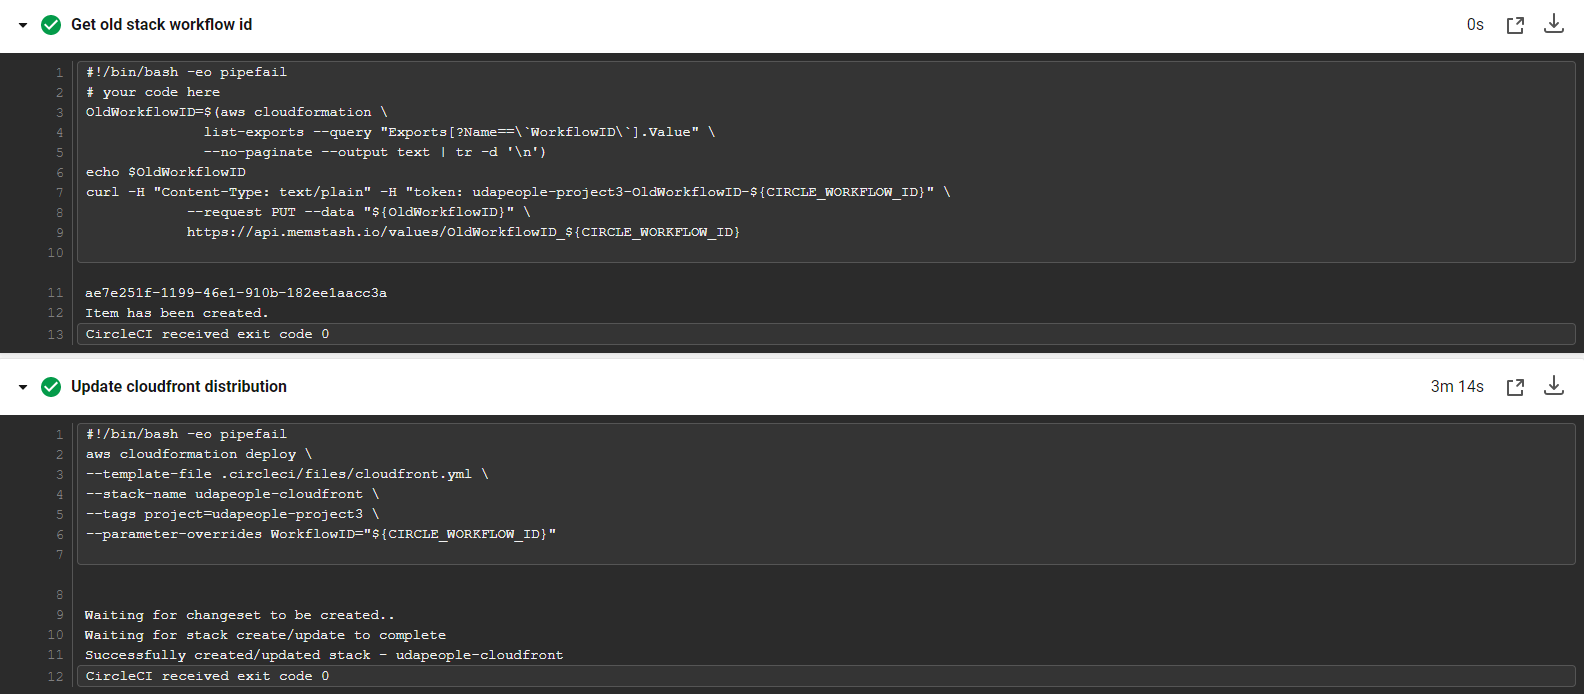 Get old stack workflow id
0s
1 #!/bin/bash -eo pipefail
2 # your code here
3 OldWorkflowID=$(aws cloudformation \
4 list-exports --query "Exports[?Name==\`WorkflowID\`].Value" \
5 --no-paginate --output text | tr -d '\n')
6 echo $OldWorkflowID
7 curl -H "Content-Type: text/plain" -H "token: udapeople-project3-OldWorkflowID-${CIRCLE_WORKFLOW_ID}" \
8 --request PUT --data "${OldWorkflowID}" \
9 https://api.memstash.io/values/OldWorkflowID_${CIRCLE_WORKFLOW_ID}
10
11 ae7e251f-1199-46e1-910b-182ee1aacc3a
12 Item has been created.
13 CircleCI received exit code 0
Update cloudfront distribution
3m 14s
1 #!/bin/bash -eo pipefail
2 aws cloudformation deploy \
3 --template-file .circleci/files/cloudfront.yml \
4 --stack-name udapeople-cloudfront \
5 --tags project=udapeople-project3 \
6 --parameter-overrides WorkflowID="${CIRCLE_WORKFLOW_ID}"
7
8
9 Waiting for changeset to be created..
10 Waiting for stack create/update to complete
11 Successfully created/updated stack - udapeople-cloudfront
12 CircleCI received exit code 0